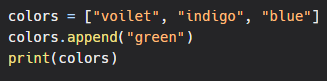 colors = ["voilet", "indigo", "blue"]
colors.append("green")
print(colors)